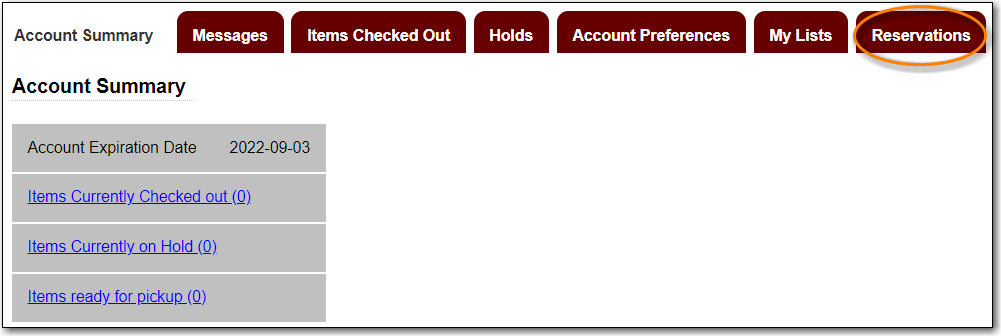 Account Summary Messages Items Checked Out Holds Account Preferences My Lists Reservations
Account Summary
Account Expiration Date 2022-09-03
Items Currently Checked out (0)
Items Currently on Hold (0)
Items ready for pickup (0)